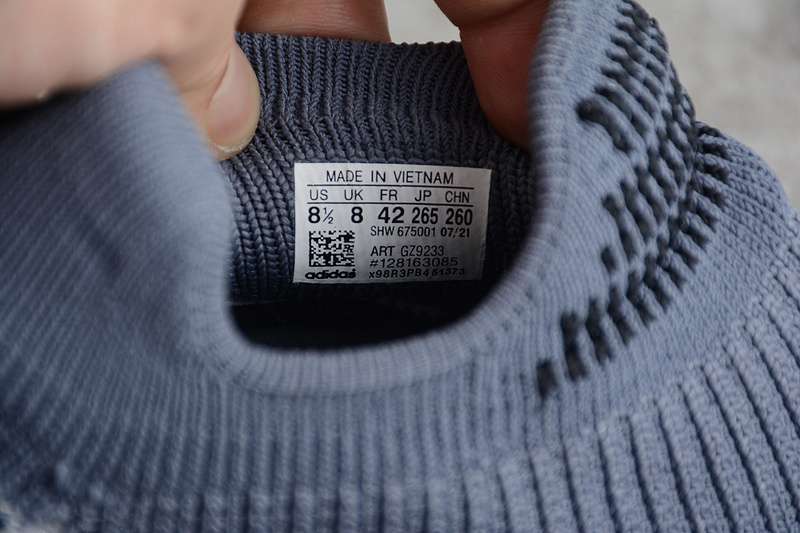 MADE IN VIETNAM
US UK FR JP CHN
8½ 8 42 265 260
SHW 675001 07/21
ART GZ9233
#128163085
adidas x98R3PB461373